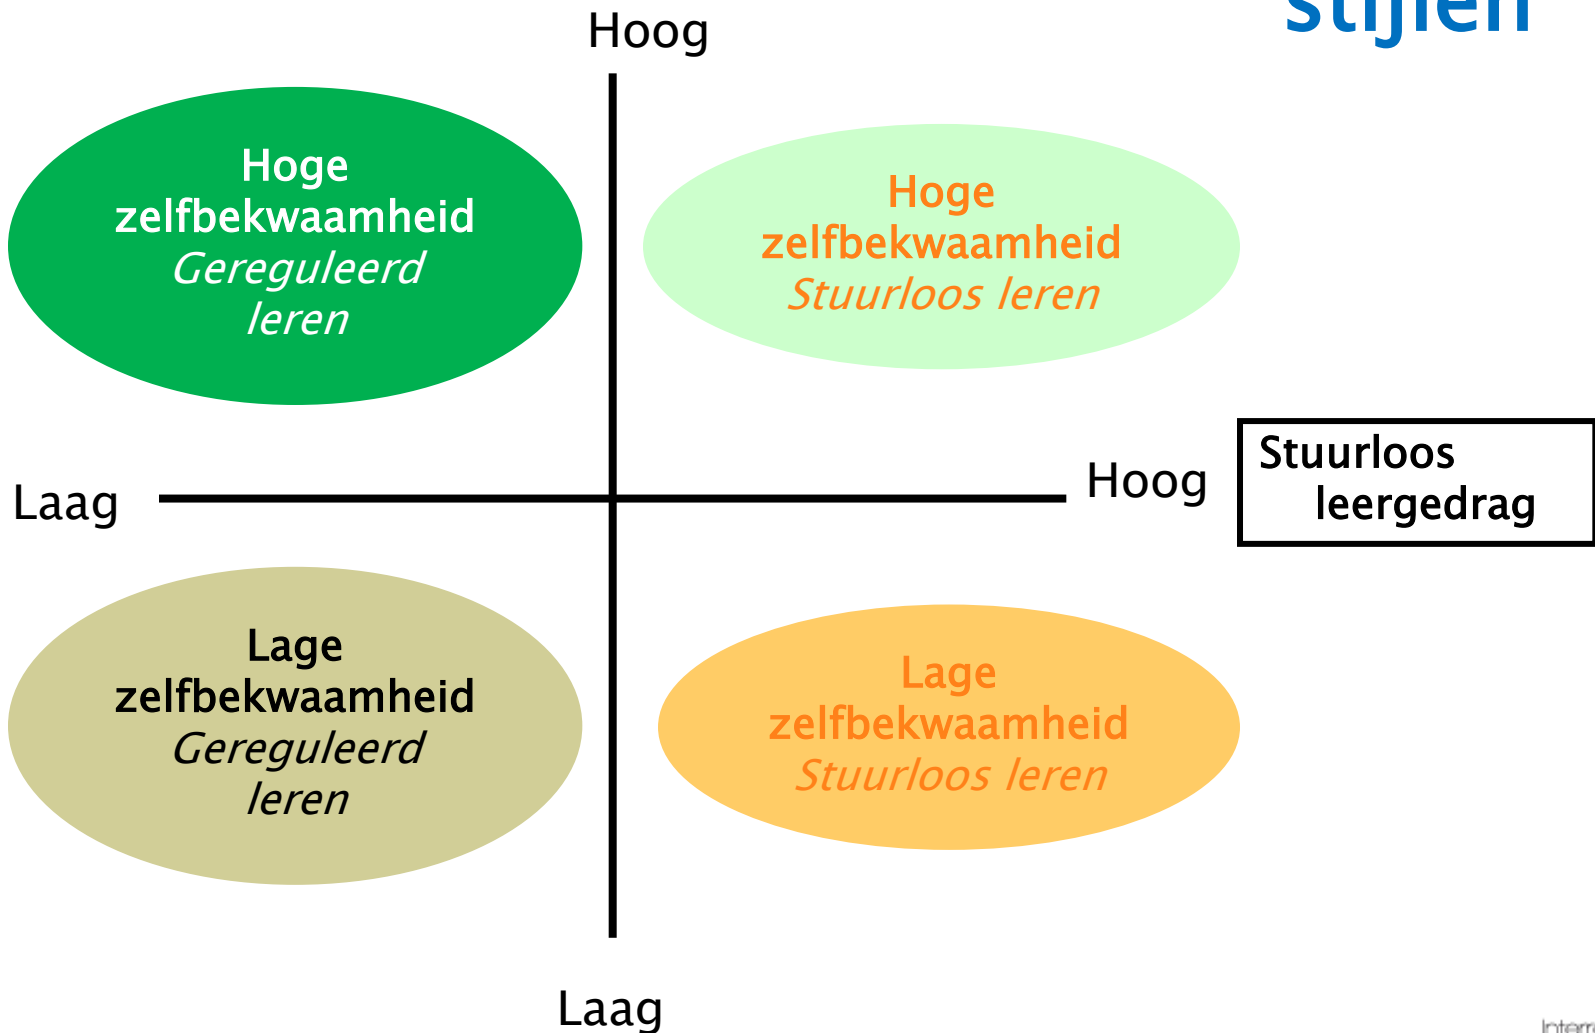 stijlen
Hoog
Hoge
zelfbekwaamheid
Gereguleerd
leren
Hoge
zelfbekwaamheid
Stuurloos leren
Laag
Hoog
Stuurloos
leergedrag
Lage
zelfbekwaamheid
Gereguleerd
leren
Lage
zelfbekwaamheid
Stuurloos leren
Laag